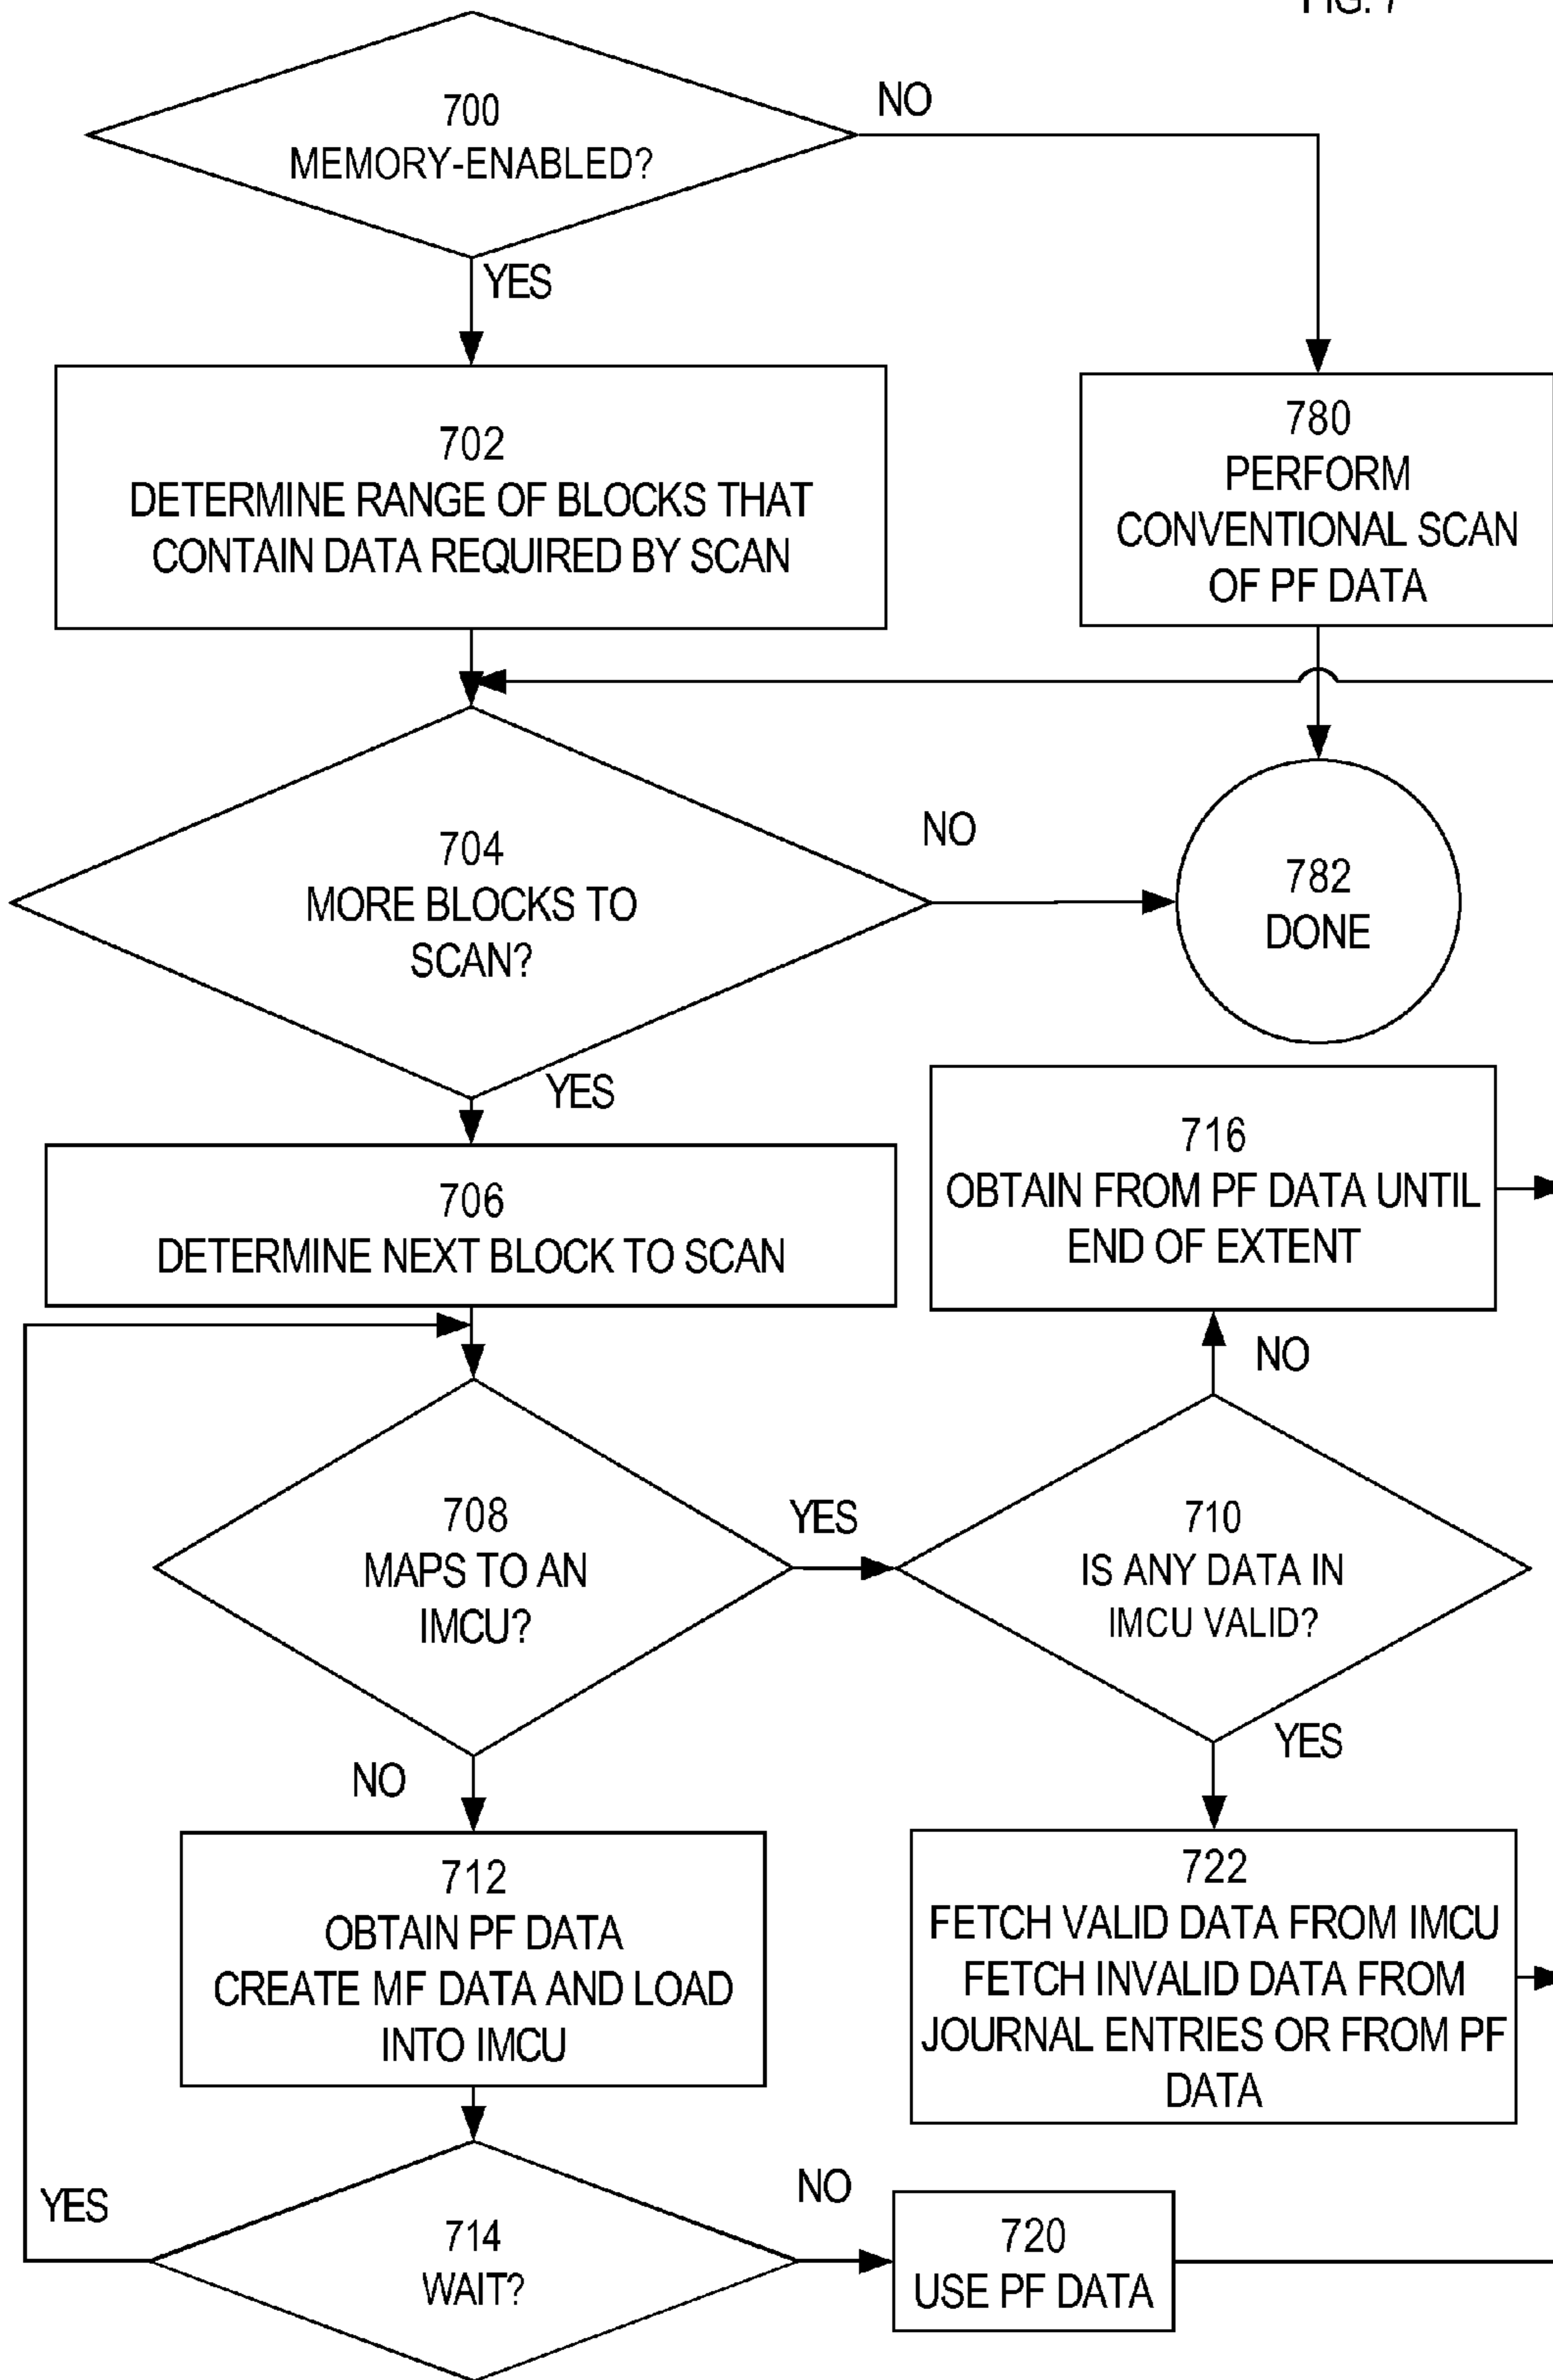 FIG. 7
700
MEMORY-ENABLED?
NO
YES
702
DETERMINE RANGE OF BLOCKS THAT
CONTAIN DATA REQUIRED BY SCAN
780
PERFORM
CONVENTIONAL SCAN
OF PF DATA
704
MORE BLOCKS TO
SCAN?
NO
782
DONE
YES
706
DETERMINE NEXT BLOCK TO SCAN
716
OBTAIN FROM PF DATA UNTIL
END OF EXTENT
NO
708
MAPS TO AN
IMCU?
YES
710
IS ANY DATA IN
IMCU VALID?
YES
NO
712
OBTAIN PF DATA
CREATE MF DATA AND LOAD
INTO IMCU
722
FETCH VALID DATA FROM IMCU
FETCH INVALID DATA FROM
JOURNAL ENTRIES OR FROM PF
DATA
YES
714
WAIT?
NO
720
USE PF DATA